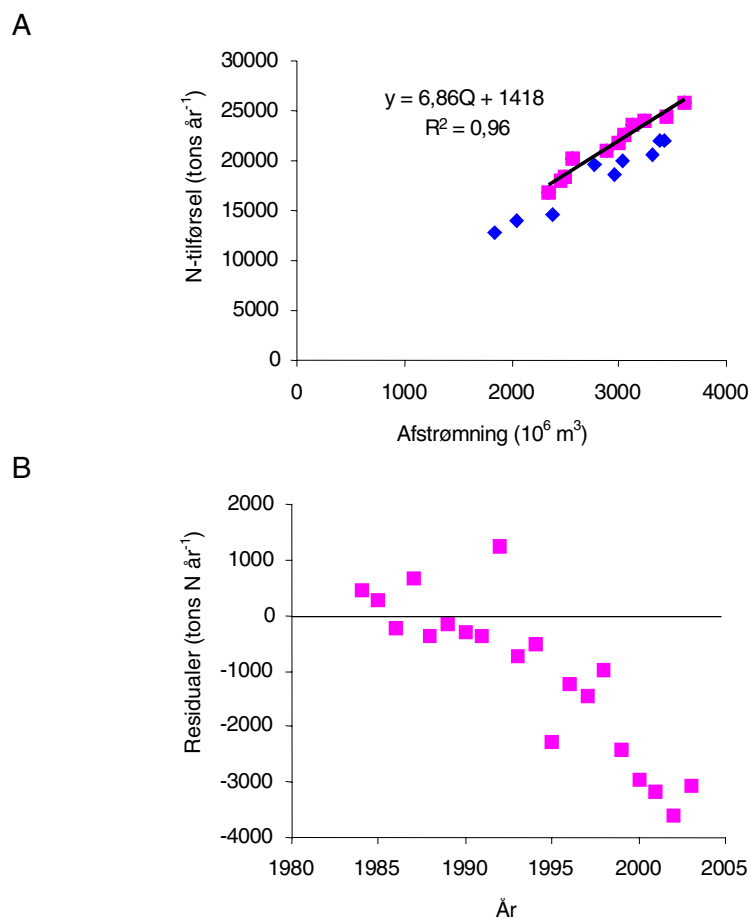 A
30000
25000
20000
15000
10000
5000
0
N-tilførsel (tons år⁻¹)
y = 6,86Q + 1418
R² = 0,96
0 1000 2000 3000 4000
Afstrømning (10⁶ m³)
B
2000
1000
0
-1000
-2000
-3000
-4000
Residualer (tons N år⁻¹)
1980 1985 1990 1995 2000 2005
År